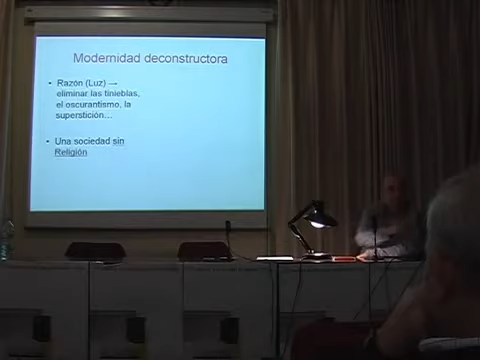 Modernidad deconstructora
• Razón (Luz) →
eliminar las tinieblas,
el oscurantismo, la
superstición...
• Una sociedad sin
Religión